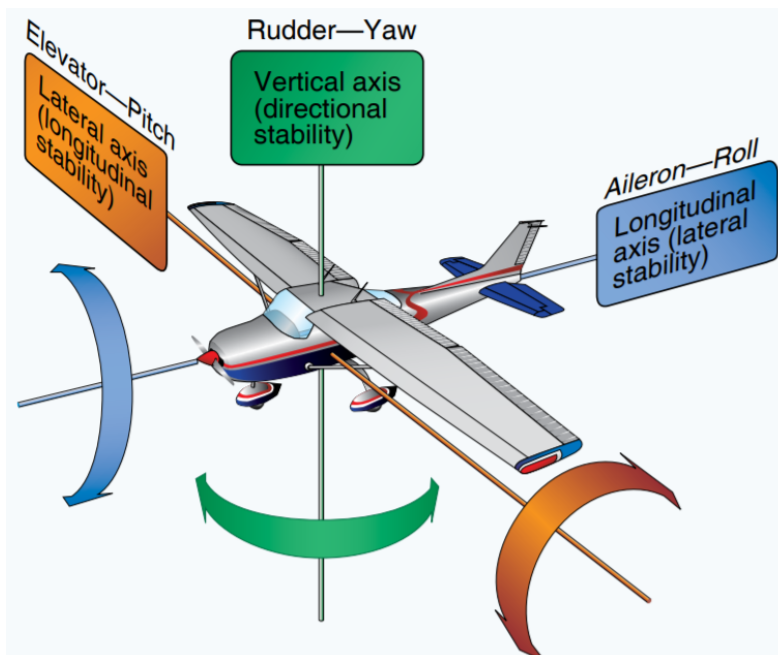 Elevator—Pitch
Lateral axis
(longitudinal
stability)
Rudder—Yaw
Vertical axis
(directional
stability)
Aileron—Roll
Longitudinal
axis (lateral
stability)